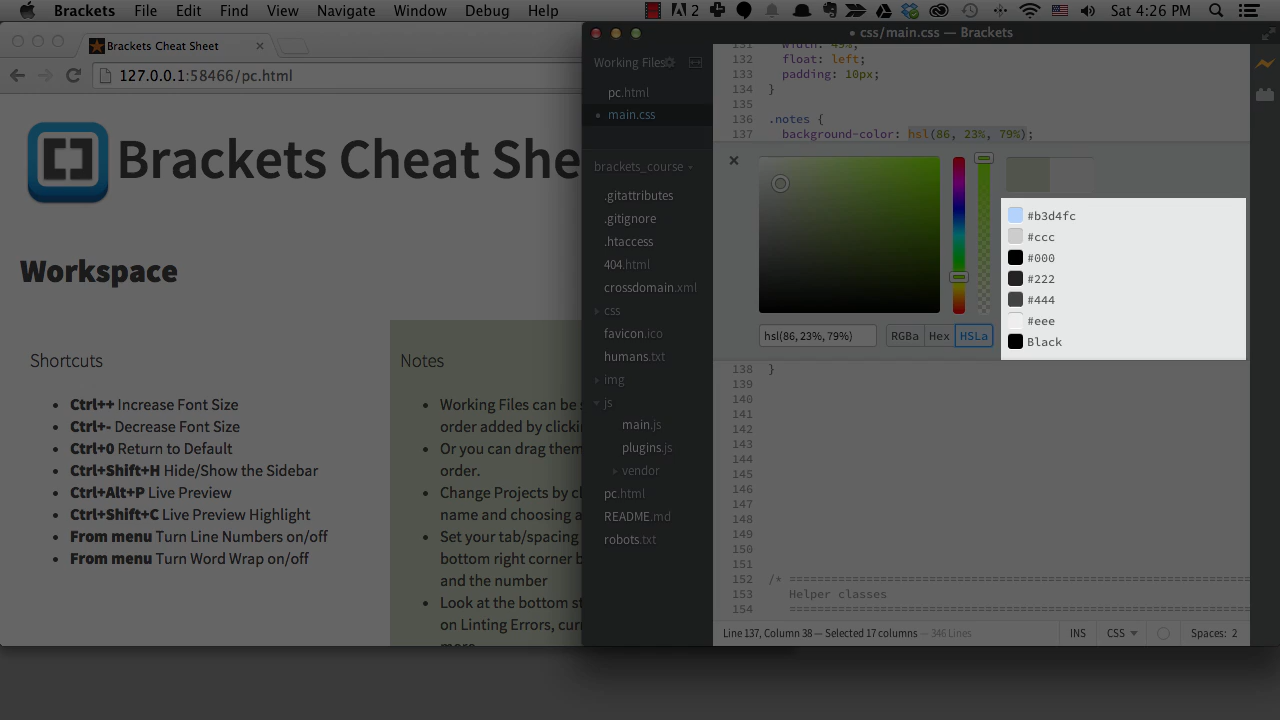 Brackets File Edit Find View Navigate Window Debug Help
A 2
Sat 4:26 PM
Brackets Cheat Sheet
127.0.0.1:58466/pc.html
Brackets Cheat Shee
Workspace
Shortcuts
• Ctrl++ Increase Font Size
• Ctrl+- Decrease Font Size
• Ctrl+0 Return to Default
• Ctrl+Shift+H Hide/Show the Sidebar
• Ctrl+Alt+P Live Preview
• Ctrl+Shift+C Live Preview Highlight
• From menu Turn Line Numbers on/off
• From menu Turn Word Wrap on/off
Notes
• Working Files can be
order added by clicki
• Or you can drag them
order.
• Change Projects by cl
name and choosing a
• Set your tab/spacing
bottom right corner b
and the number
• Look at the bottom st
on Linting Errors, curr
more
• css/main.css — Brackets
Working Files
pc.html
• main.css
brackets_course
.gitattributes
.gitignore
.htaccess
404.html
crossdomain.xml
css
favicon.ico
humans.txt
img
js
main.js
plugins.js
vendor
pc.html
README.md
robots.txt
131 width: 49%;
132 float: left;
133 padding: 10px;
134 }
135
136 .notes {
137 background-color: hsl(86, 23%, 79%);
hsl(86, 23%, 79%)
RGBa Hex HSLa
#b3d4fc
#ccc
#000
#222
#444
#eee
Black
138 }
139
140
141
142
143
144
145
146
147
148
149
150
151
152 /* ==================================================
153 Helper classes
154 ==================================================
Line 137, Column 38 — Selected 17 columns — 346 Lines
INS
CSS
Spaces: 2